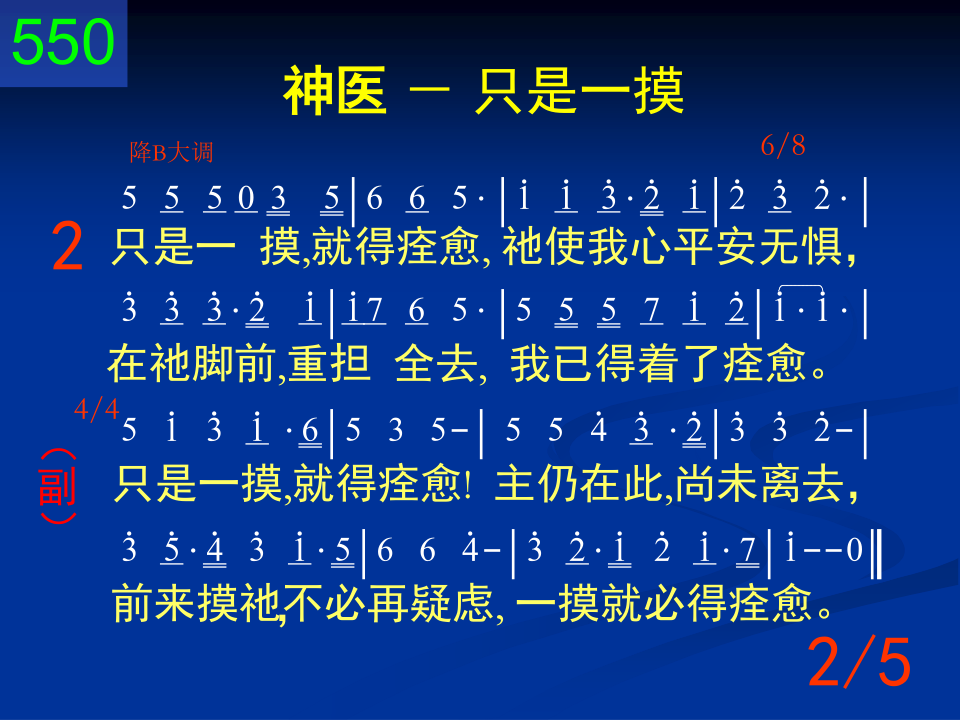 550
神医 － 只是一摸
降B大调
6/8
5 5 5 0 3 5|6 6 5·|i̇ i̇ 3̇·2̇ i̇|2̇ 3̇ 2̇·|
2
只是一 摸,就得痊愈, 祂使我心平安无惧，
3̇ 3̇ 3̇·2̇ i̇|i̇7 6 5·|5 5 5 7 i̇ 2̇|i̇·i̇·|
在祂脚前,重担 全去, 我已得着了痊愈。
4/4
5 i̇ 3̇ i̇·6|5 3 5-| 5 5 4̇ 3̇·2̇|3̇ 3̇ 2̇-|
（副）
只是一摸,就得痊愈! 主仍在此,尚未离去，
3̇ 5̇·4̇ 3̇ i̇·5|6 6 4̇-|3̇ 2̇·i̇ 2̇ i̇·7|i̇--0‖
前来摸祂,不必再疑虑, 一摸就必得痊愈。
2/5